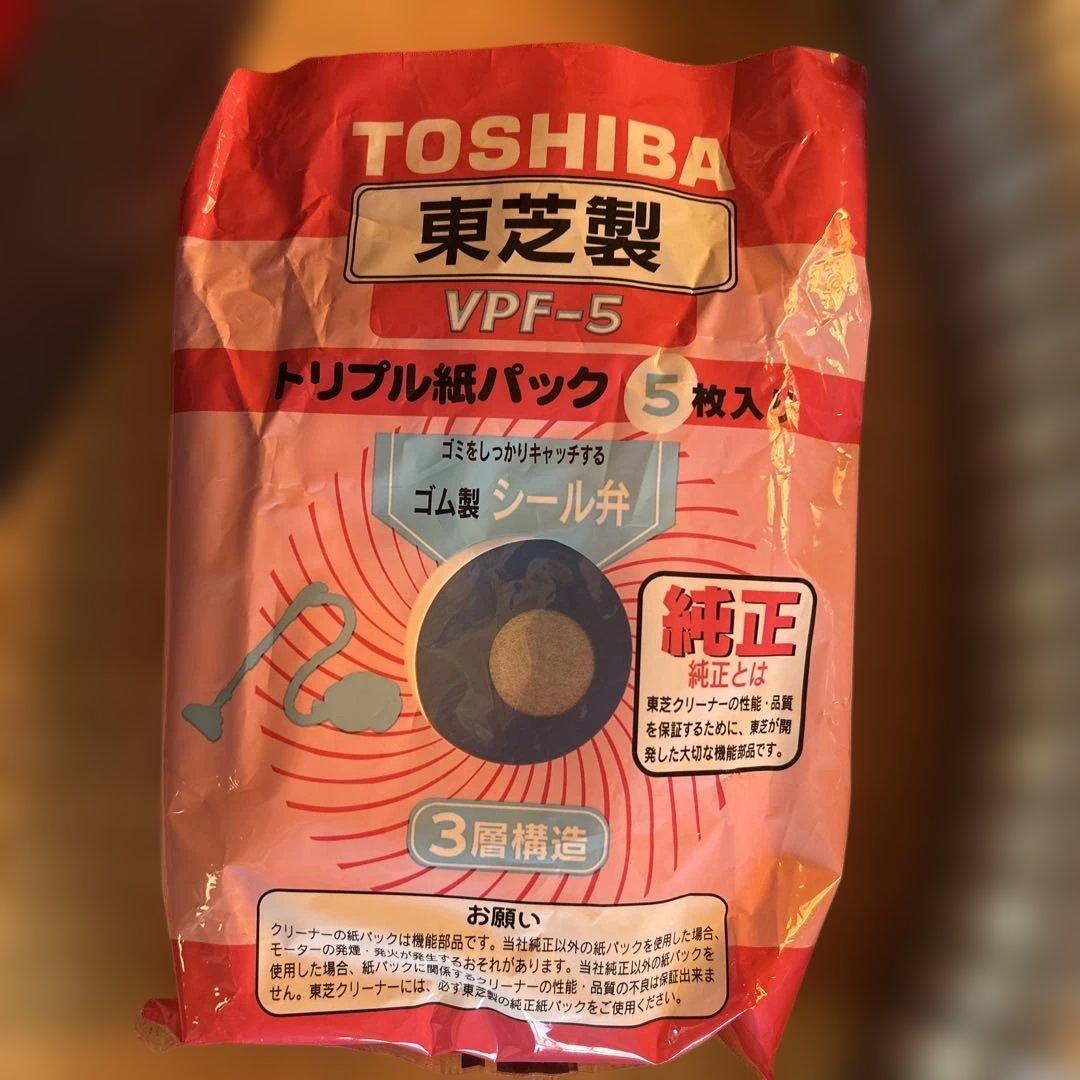 TOSHIBA
東芝製
VPF-5
トリプル紙パック 5枚入り
ゴミをしっかりキャッチする
ゴム製 シール弁
純正
純正とは
東芝クリーナーの性能・品質
を保証するために、東芝が開
発した大切な機能部品です。
3層構造
お願い
クリーナーの紙パックは機能部品です。当社純正以外の紙パックを使用した場合、
モーターの発煙・発火が発生するおそれがあります。当社純正以外の紙パックを
使用した場合、紙パックに関係するクリーナーの性能・品質の不良は保証出来ま
せん。東芝クリーナーには、必ず東芝製の純正紙パックをご使用ください。